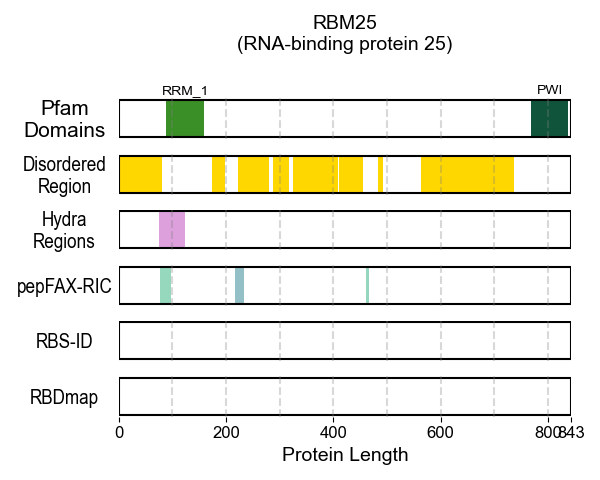 RBM25
(RNA-binding protein 25)
RRM_1
PWI
Pfam
Domains
Disordered
Region
Hydra
Regions
pepFAX-RIC
RBS-ID
RBDmap
0 200 400 600 800 843
Protein Length